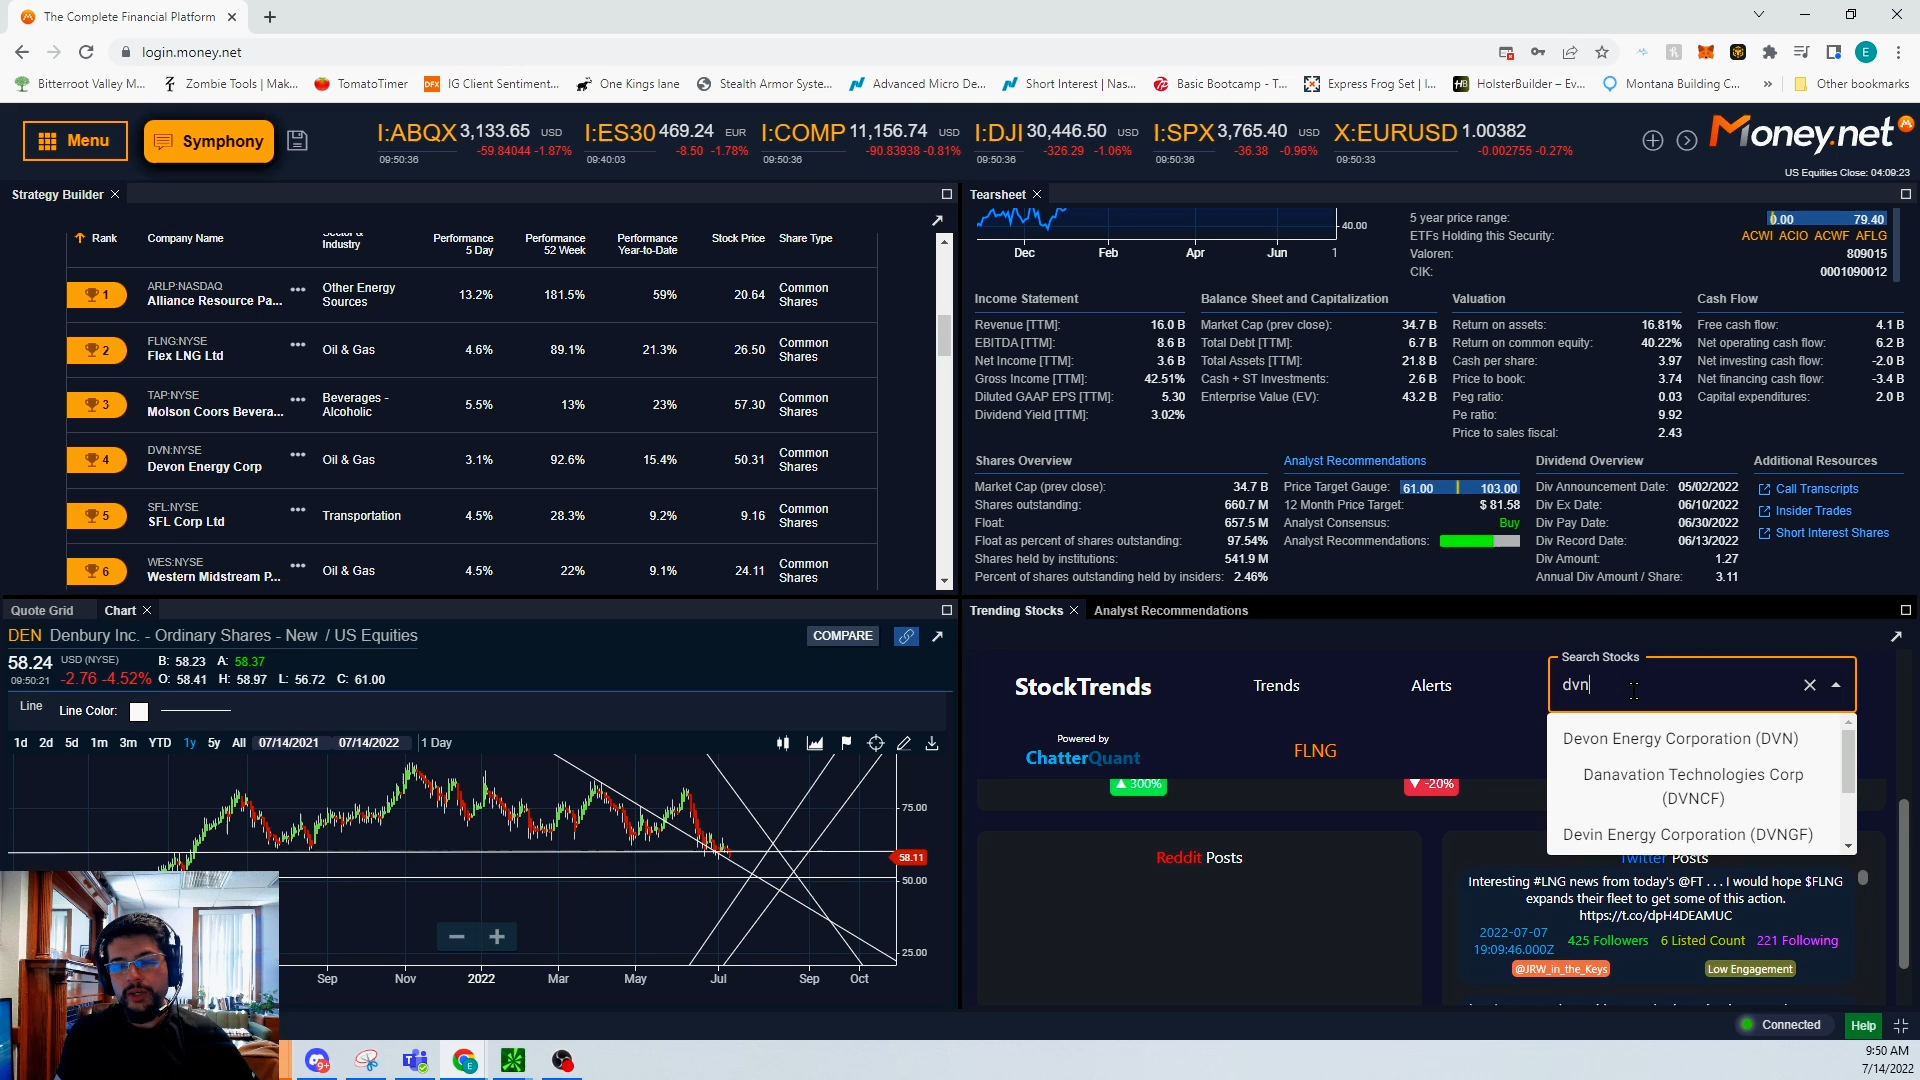 The Complete Financial Platform
login.money.net
E
Bitterroot Valley M...
Zombie Tools | Mak...
TomatoTimer
DFX
IG Client Sentiment...
One Kings lane
Stealth Armor Syste...
Advanced Micro De...
Short Interest | Nas...
Basic Bootcamp - T...
Express Frog Set | I...
HB
HolsterBuilder – Ev...
Montana Building C...
»
Other bookmarks
Menu
Symphony
I:ABQX 3,133.65 USD
09:50:36 -59.84044 -1.87%
I:ES30 469.24 EUR
09:40:03 -8.50 -1.78%
I:COMP 11,156.74 USD
09:50:36 -90.83938 -0.81%
I:DJI 30,446.50 USD
09:50:36 -326.29 -1.06%
I:SPX 3,765.40 USD
09:50:36 -36.38 -0.96%
X:EURUSD 1.00382
09:50:33 -0.002755 -0.27%
Money.net
US Equities Close: 04:09:23
Strategy Builder
Rank
Company Name
Sector &
Industry
Performance
5 Day
Performance
52 Week
Performance
Year-to-Date
Stock Price
Share Type
1 ARLP:NASDAQ
Alliance Resource Pa... Other Energy Sources 13.2% 181.5% 59% 20.64 Common Shares
2 FLNG:NYSE
Flex LNG Ltd Oil & Gas 4.6% 89.1% 21.3% 26.50 Common Shares
3 TAP:NYSE
Molson Coors Bevera... Beverages - Alcoholic 5.5% 13% 23% 57.30 Common Shares
4 DVN:NYSE
Devon Energy Corp Oil & Gas 3.1% 92.6% 15.4% 50.31 Common Shares
5 SFL:NYSE
SFL Corp Ltd Transportation 4.5% 28.3% 9.2% 9.16 Common Shares
6 WES:NYSE
Western Midstream P... Oil & Gas 4.5% 22% 9.1% 24.11 Common Shares
Tearsheet
40.00
Dec Feb Apr Jun 1
5 year price range: 0.00 79.40
ETFs Holding this Security: ACWI ACIO ACWF AFLG
Valoren: 809015
CIK: 0001090012
Income Statement
Revenue [TTM]: 16.0 B
EBITDA [TTM]: 8.6 B
Net Income [TTM]: 3.6 B
Gross Income [TTM]: 42.51%
Diluted GAAP EPS [TTM]: 5.30
Dividend Yield [TTM]: 3.02%
Balance Sheet and Capitalization
Market Cap (prev close): 34.7 B
Total Debt [TTM]: 6.7 B
Total Assets [TTM]: 21.8 B
Cash + ST Investments: 2.6 B
Enterprise Value (EV): 43.2 B
Valuation
Return on assets: 16.81%
Return on common equity: 40.22%
Cash per share: 3.97
Price to book: 3.74
Peg ratio: 0.03
Pe ratio: 9.92
Price to sales fiscal: 2.43
Cash Flow
Free cash flow: 4.1 B
Net operating cash flow: 6.2 B
Net investing cash flow: -2.0 B
Net financing cash flow: -3.4 B
Capital expenditures: 2.0 B
Shares Overview
Market Cap (prev close): 34.7 B
Shares outstanding: 660.7 M
Float: 657.5 M
Float as percent of shares outstanding: 97.54%
Shares held by institutions: 541.9 M
Percent of shares outstanding held by insiders: 2.46%
Analyst Recommendations
Price Target Gauge: 61.00 103.00
12 Month Price Target: $ 81.58
Analyst Consensus: Buy
Analyst Recommendations:
Dividend Overview
Div Announcement Date: 05/02/2022
Div Ex Date: 06/10/2022
Div Pay Date: 06/30/2022
Div Record Date: 06/13/2022
Div Amount: 1.27
Annual Div Amount / Share: 3.11
Additional Resources
Call Transcripts
Insider Trades
Short Interest Shares
Quote Grid
Chart
DEN Denbury Inc. - Ordinary Shares - New / US Equities
COMPARE
58.24 USD (NYSE) B: 58.23 A: 58.37
09:50:21 -2.76 -4.52% O: 58.41 H: 58.97 L: 56.72 C: 61.00
Line Line Color:
1d 2d 5d 1m 3m YTD 1y 5y All 07/14/2021 07/14/2022 1 Day
75.00
58.11
50.00
25.00
Sep Nov 2022 Mar May Jul Sep Oct
Trending Stocks
Analyst Recommendations
StockTrends
Trends
Alerts
Search Stocks
dvn
Devon Energy Corporation (DVN)
Danavation Technologies Corp
(DVNCF)
Devin Energy Corporation (DVNGF)
Powered by
ChatterQuant
FLNG
300%
-20%
Reddit Posts
Twitter Posts
Interesting #LNG news from today's @FT . . . I would hope $FLNG
expands their fleet to get some of this action.
https://t.co/dpH4DEAMUC
2022-07-07
19:09:46.000Z
425 Followers 6 Listed Count 221 Following
@JRW_in_the_Keys
Low Engagement
Connected
Help
9+
9:50 AM
7/14/2022